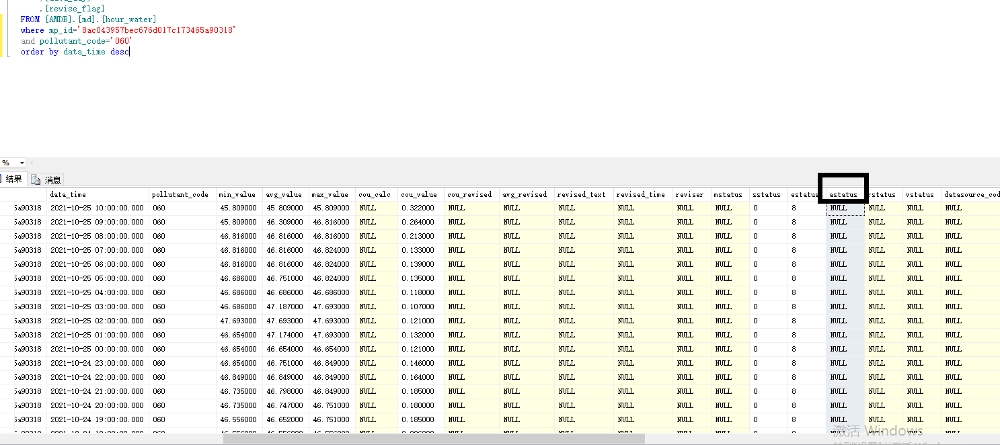 ,[revise_flag]
FROM [AMDB].[md].[hour_water]
where mp_id='8ac043957bec676d017c173465a90318'
and pollutant_code='060'
order by data_time desc
%
结果 消息
data_time pollutant_code min_value avg_value max_value cou_calc cou_value cou_revised avg_revised revised_text revised_time reviser mstatus sstatus estatus astatus rstatus vstatus datasource_cod
5a90318 2021-10-25 10:00:00.000 060 45.809000 45.809000 45.809000 NULL 0.322000 NULL NULL NULL NULL NULL NULL 0 8 NULL NULL NULL NULL
5a90318 2021-10-25 09:00:00.000 060 45.809000 46.309000 46.816000 NULL 0.264000 NULL NULL NULL NULL NULL NULL 0 8 NULL NULL NULL NULL
5a90318 2021-10-25 08:00:00.000 060 46.816000 46.816000 46.816000 NULL 0.213000 NULL NULL NULL NULL NULL NULL 0 8 NULL NULL NULL NULL
5a90318 2021-10-25 07:00:00.000 060 46.816000 46.816000 46.824000 NULL 0.133000 NULL NULL NULL NULL NULL NULL 0 8 NULL NULL NULL NULL
5a90318 2021-10-25 06:00:00.000 060 46.816000 46.816000 46.824000 NULL 0.139000 NULL NULL NULL NULL NULL NULL 0 8 NULL NULL NULL NULL
5a90318 2021-10-25 05:00:00.000 060 46.686000 46.751000 46.824000 NULL 0.135000 NULL NULL NULL NULL NULL NULL 0 8 NULL NULL NULL NULL
5a90318 2021-10-25 04:00:00.000 060 46.686000 46.686000 46.686000 NULL 0.118000 NULL NULL NULL NULL NULL NULL 0 8 NULL NULL NULL NULL
5a90318 2021-10-25 03:00:00.000 060 46.686000 47.187000 47.693000 NULL 0.107000 NULL NULL NULL NULL NULL NULL 0 8 NULL NULL NULL NULL
5a90318 2021-10-25 02:00:00.000 060 47.693000 47.693000 47.693000 NULL 0.121000 NULL NULL NULL NULL NULL NULL 0 8 NULL NULL NULL NULL
5a90318 2021-10-25 01:00:00.000 060 46.654000 47.174000 47.693000 NULL 0.132000 NULL NULL NULL NULL NULL NULL 0 8 NULL NULL NULL NULL
5a90318 2021-10-25 00:00:00.000 060 46.654000 46.654000 46.654000 NULL 0.121000 NULL NULL NULL NULL NULL NULL 0 8 NULL NULL NULL NULL
5a90318 2021-10-24 23:00:00.000 060 46.654000 46.751000 46.849000 NULL 0.146000 NULL NULL NULL NULL NULL NULL 0 8 NULL NULL NULL NULL
5a90318 2021-10-24 22:00:00.000 060 46.849000 46.849000 46.849000 NULL 0.164000 NULL NULL NULL NULL NULL NULL 0 8 NULL NULL NULL NULL
5a90318 2021-10-24 21:00:00.000 060 46.735000 46.798000 46.849000 NULL 0.185000 NULL NULL NULL NULL NULL NULL 0 8 NULL NULL NULL NULL
5a90318 2021-10-24 20:00:00.000 060 46.735000 46.747000 46.751000 NULL 0.180000 NULL NULL NULL NULL NULL NULL 0 8 NULL NULL NULL NULL
5a90318 2021-10-24 19:00:00.000 060 46.556000 46.652000 46.751000 NULL 0.185000 NULL NULL NULL NULL NULL NULL 0 8 NULL NULL NULL NULL
激活 Windows